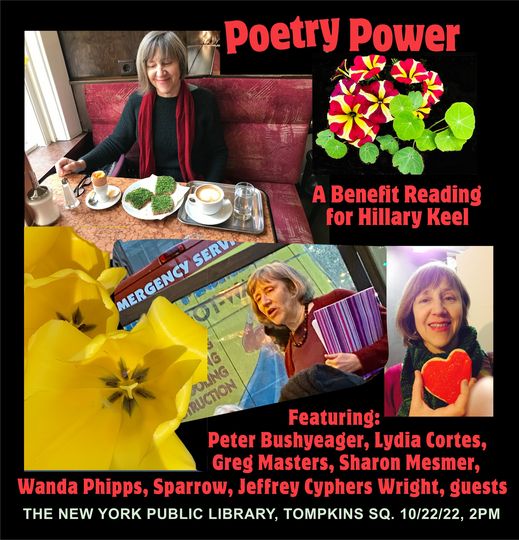 Poetry Power
A Benefit Reading
for Hillary Keel
EMERGENCY SERVIC
Featuring:
Peter Bushyeager, Lydia Cortes,
Greg Masters, Sharon Mesmer,
Wanda Phipps, Sparrow, Jeffrey Cyphers Wright, guests
THE NEW YORK PUBLIC LIBRARY, TOMPKINS SQ. 10/22/22, 2PM